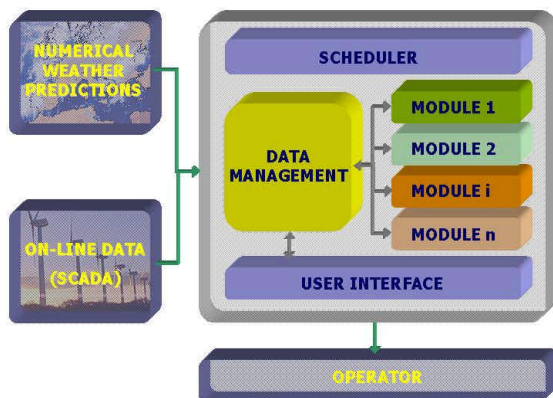 NUMERICAL
WEATHER
PREDICTIONS
ON-LINE DATA
(SCADA)
SCHEDULER
DATA
MANAGEMENT
MODULE 1
MODULE 2
MODULE i
MODULE n
USER INTERFACE
OPERATOR